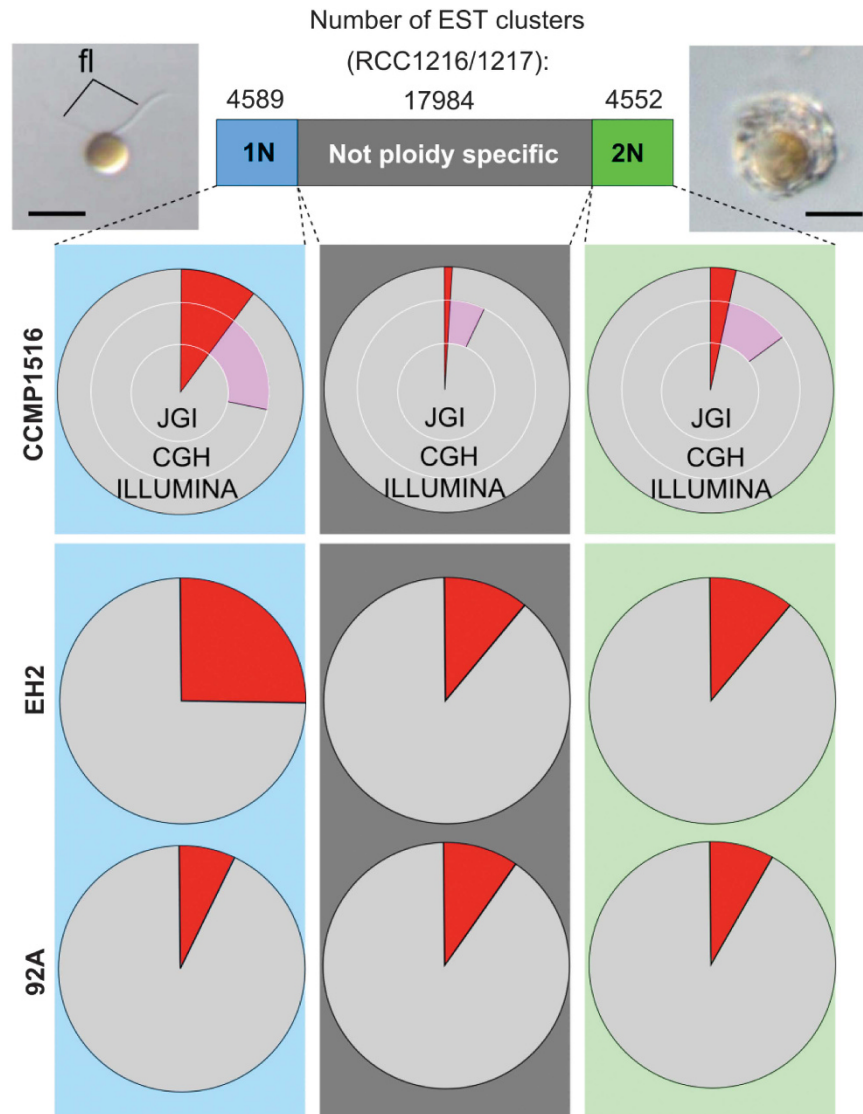 Number of EST clusters
(RCC1216/1217):
fl
4589 17984 4552
1N Not ploidy specific 2N
CCMP1516
JGI JGI JGI
CGH CGH CGH
ILLUMINA ILLUMINA ILLUMINA
EH2
92A